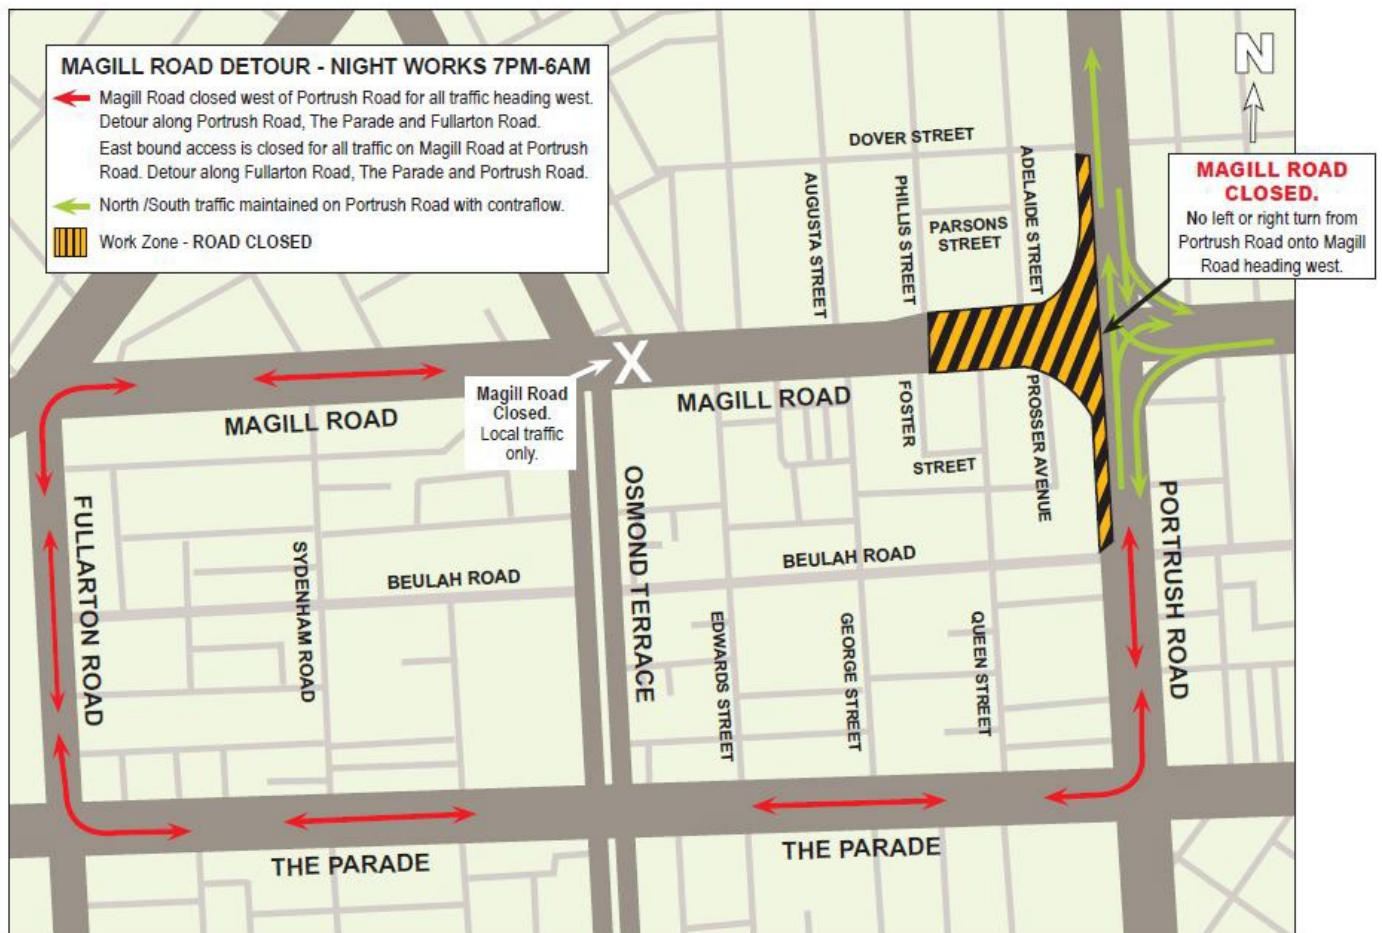 MAGILL ROAD DETOUR - NIGHT WORKS 7PM-6AM
Magill Road closed west of Portrush Road for all traffic heading west.
Detour along Portrush Road, The Parade and Fullarton Road.
East bound access is closed for all traffic on Magill Road at Portrush
Road. Detour along Fullarton Road, The Parade and Portrush Road.
North /South traffic maintained on Portrush Road with contraflow.
Work Zone - ROAD CLOSED
N
MAGILL ROAD
CLOSED.
No left or right turn from
Portrush Road onto Magill
Road heading west.
DOVER STREET
AUGUSTA STREET
PHILLIS STREET
PARSONS
STREET
ADELAIDE STREET
X
Magill Road
Closed.
Local traffic
only.
MAGILL ROAD
MAGILL ROAD
FOSTER
STREET
PROSSER AVENUE
FULLARTON ROAD
SYDENHAM ROAD
BEULAH ROAD
OSMOND TERRACE
BEULAH ROAD
EDWARDS STREET
GEORGE STREET
QUEEN STREET
PORTRUSH ROAD
THE PARADE
THE PARADE